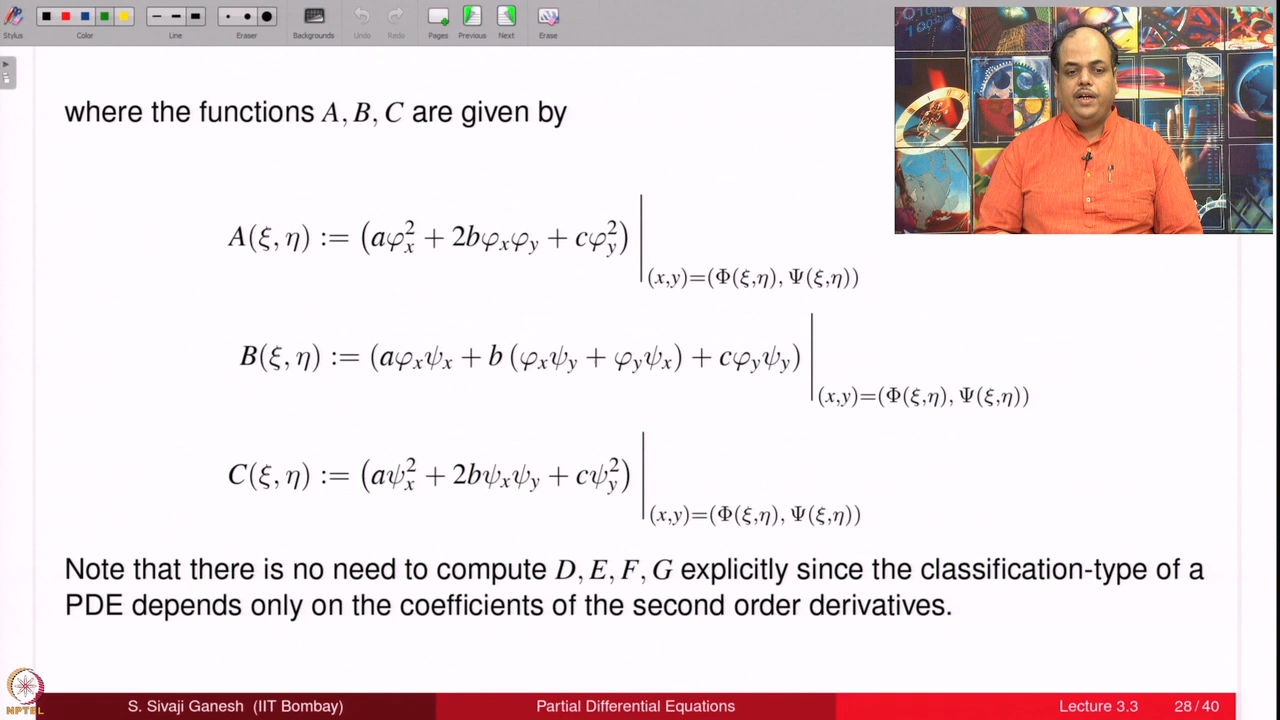 Stylus Color Line Eraser Backgrounds Undo Redo Pages Previous Next Erase
where the functions A, B, C are given by
A(ξ, η) := (aφ_x^2 + 2bφ_xφ_y + cφ_y^2) |_(x,y)=(Φ(ξ,η), Ψ(ξ,η))
B(ξ, η) := (aφ_xψ_x + b (φ_xψ_y + φ_yψ_x) + cφ_yψ_y) |_(x,y)=(Φ(ξ,η), Ψ(ξ,η))
C(ξ, η) := (aψ_x^2 + 2bψ_xψ_y + cψ_y^2) |_(x,y)=(Φ(ξ,η), Ψ(ξ,η))
Note that there is no need to compute D, E, F, G explicitly since the classification-type of a
PDE depends only on the coefficients of the second order derivatives.
NPTEL
S. Sivaji Ganesh (IIT Bombay) Partial Differential Equations Lecture 3.3 28 / 40